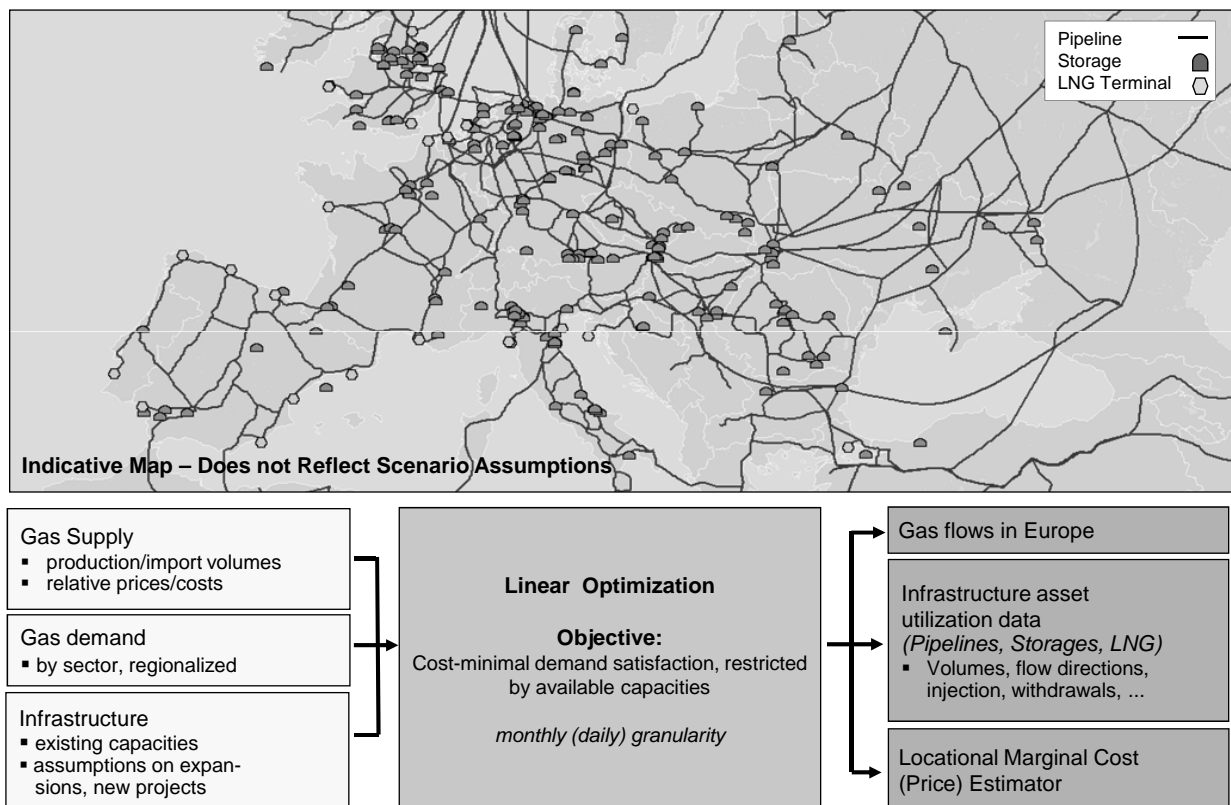 Pipeline
Storage
LNG Terminal
Indicative Map – Does not Reflect Scenario Assumptions
Gas Supply
▪ production/import volumes
▪ relative prices/costs
Gas demand
▪ by sector, regionalized
Infrastructure
▪ existing capacities
▪ assumptions on expan-
sions, new projects
Linear Optimization
Objective:
Cost-minimal demand satisfaction, restricted
by available capacities
monthly (daily) granularity
Gas flows in Europe
Infrastructure asset
utilization data
(Pipelines, Storages, LNG)
▪ Volumes, flow directions,
injection, withdrawals, ...
Locational Marginal Cost
(Price) Estimator